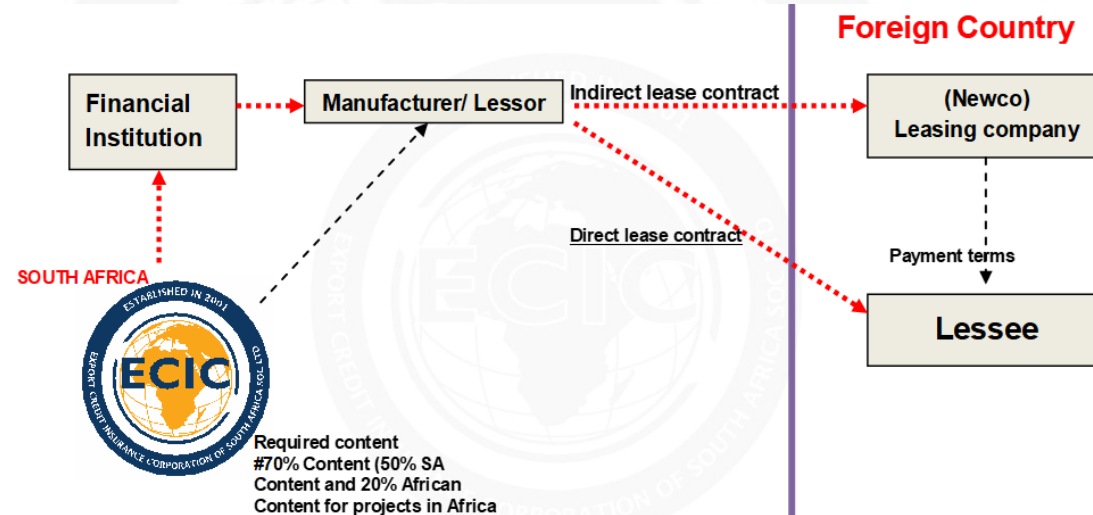 Foreign Country
Financial
Institution
Manufacturer/ Lessor
Indirect lease contract
(Newco)
Leasing company
Direct lease contract
Payment terms
Lessee
SOUTH AFRICA
ESTABLISHED IN 2001
ECIC
EXPORT CREDIT INSURANCE CORPORATION OF SOUTH AFRICA SOC LTD
Required content
#70% Content (50% SA
Content and 20% African
Content for projects in Africa
ECIC